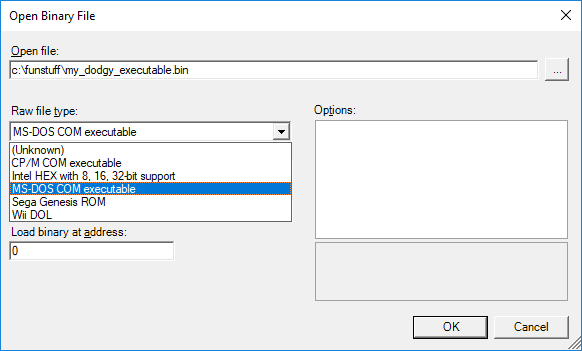 Open Binary File
Open file:
c:\funstuff\my_dodgy_executable.bin
...
Raw file type:
Options:
MS-DOS COM executable
(Unknown)
CP/M COM executable
Intel HEX with 8, 16, 32-bit support
MS-DOS COM executable
Sega Genesis ROM
Wii DOL
Load binary at address:
0
OK
Cancel